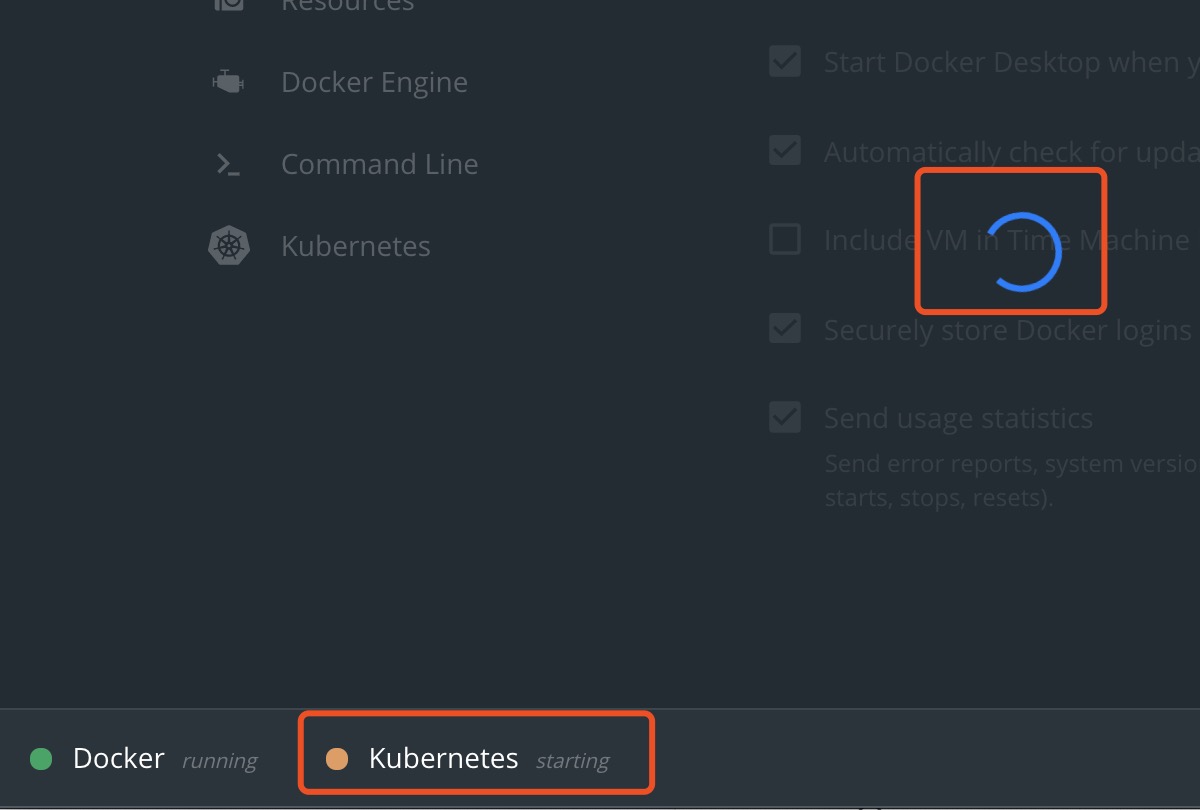 Resources
Docker Engine
Command Line
Kubernetes
Start Docker Desktop when y
Automatically check for upda
Include VM in Time Machine
Securely store Docker logins
Send usage statistics
Send error reports, system versio
starts, stops, resets).
Docker running
Kubernetes starting